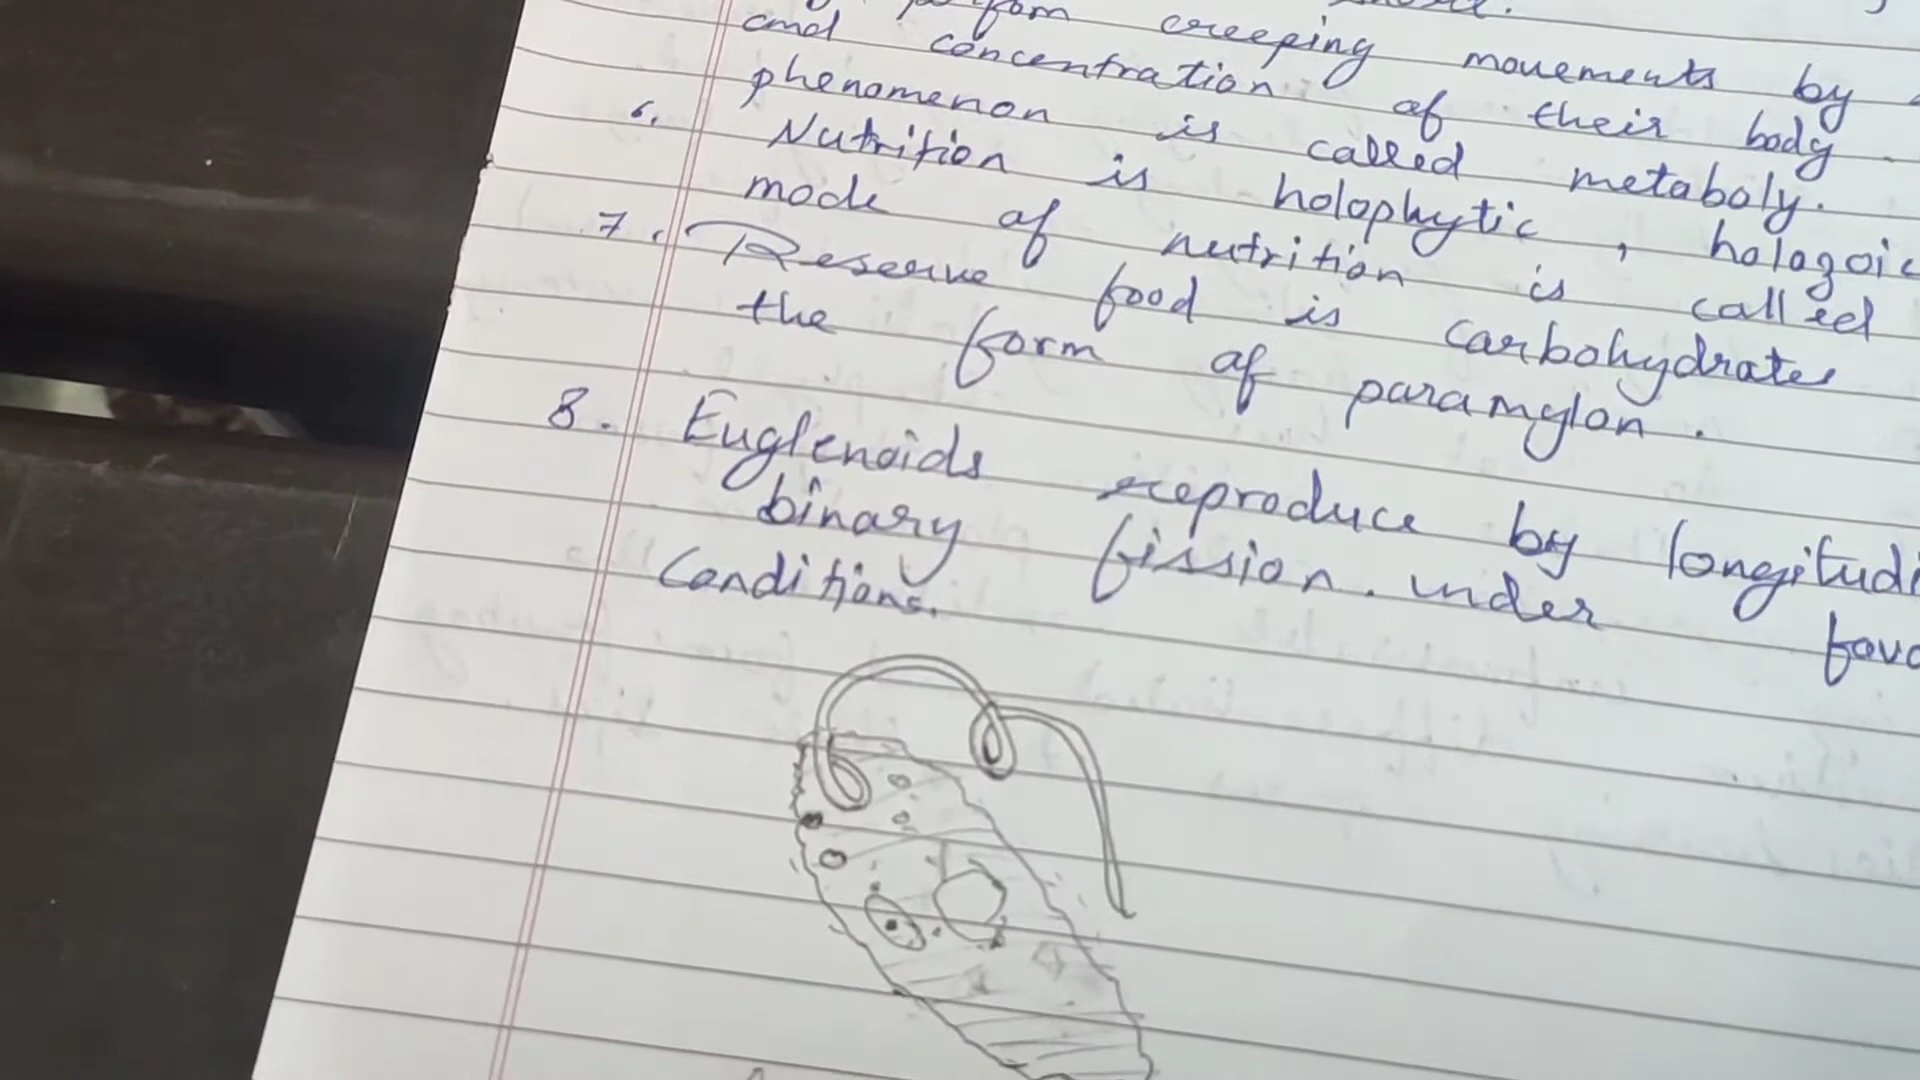 creeping movements by
and concentration of their body
phenomenon is called metaboly.
6. Nutrition is holophytic, hologoic
mode of nutrition is called
7. Reserve food is carbohydrates
the form of paramylon.
8. Euglenoids reproduce by longitudi
binary fission. under favo
Conditions.